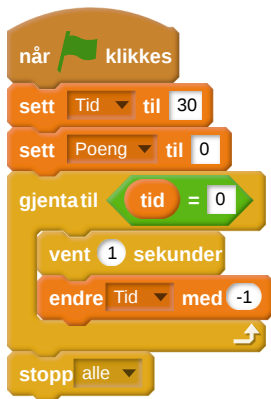 når klikkes
sett Tid til 30
sett Poeng til 0
gjenta til tid = 0
vent 1 sekunder
endre Tid med -1
stopp alle